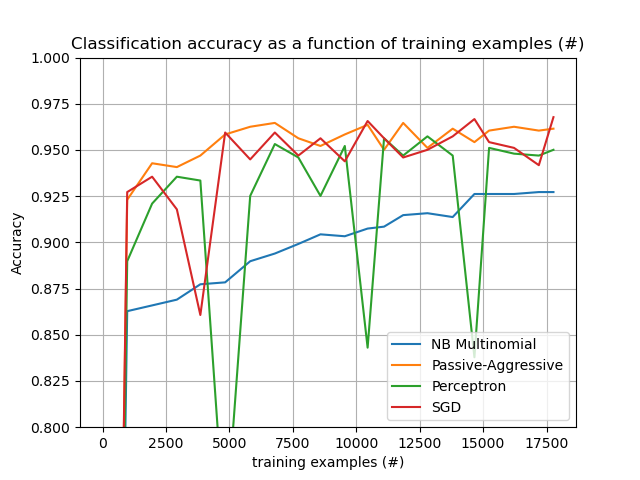 Classification accuracy as a function of training examples (#)
1.000
0.975
0.950
0.925
0.900
0.875
0.850
0.825
0.800
Accuracy
NB Multinomial
Passive-Aggressive
Perceptron
SGD
0 2500 5000 7500 10000 12500 15000 17500
training examples (#)